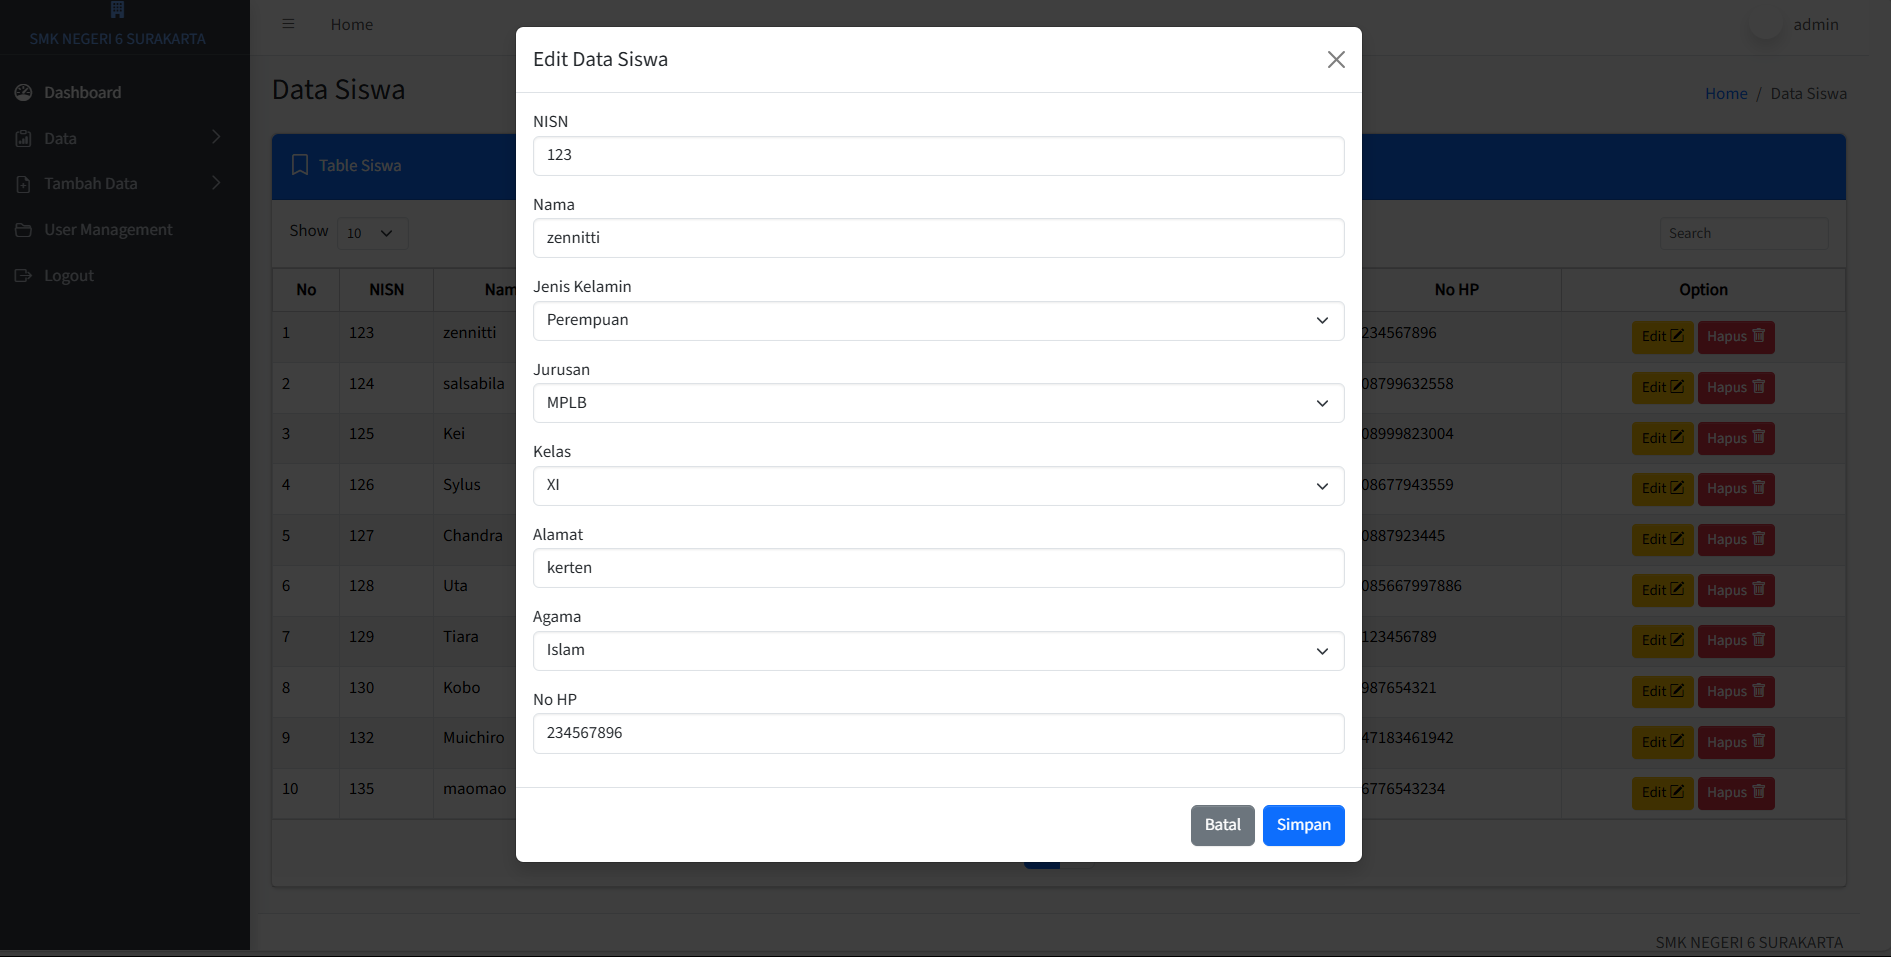 SMK NEGERI 6 SURAKARTA
Dashboard
Data
Tambah Data
User Management
Logout
Home
admin
Data Siswa
Home / Data Siswa
Table Siswa
Show 10
Search
No NISN Nam No HP Option
1 123 zennitti 234567896 Edit Hapus
2 124 salsabila 08799632558 Edit Hapus
3 125 Kei 08999823004 Edit Hapus
4 126 Sylus 08677943559 Edit Hapus
5 127 Chandra 0887923445 Edit Hapus
6 128 Uta 085667997886 Edit Hapus
7 129 Tiara 123456789 Edit Hapus
8 130 Kobo 987654321 Edit Hapus
9 132 Muichiro 47183461942 Edit Hapus
10 135 maomao 6776543234 Edit Hapus
Edit Data Siswa
NISN
123
Nama
zennitti
Jenis Kelamin
Perempuan
Jurusan
MPLB
Kelas
XI
Alamat
kerten
Agama
Islam
No HP
234567896
Batal Simpan
SMK NEGERI 6 SURAKARTA